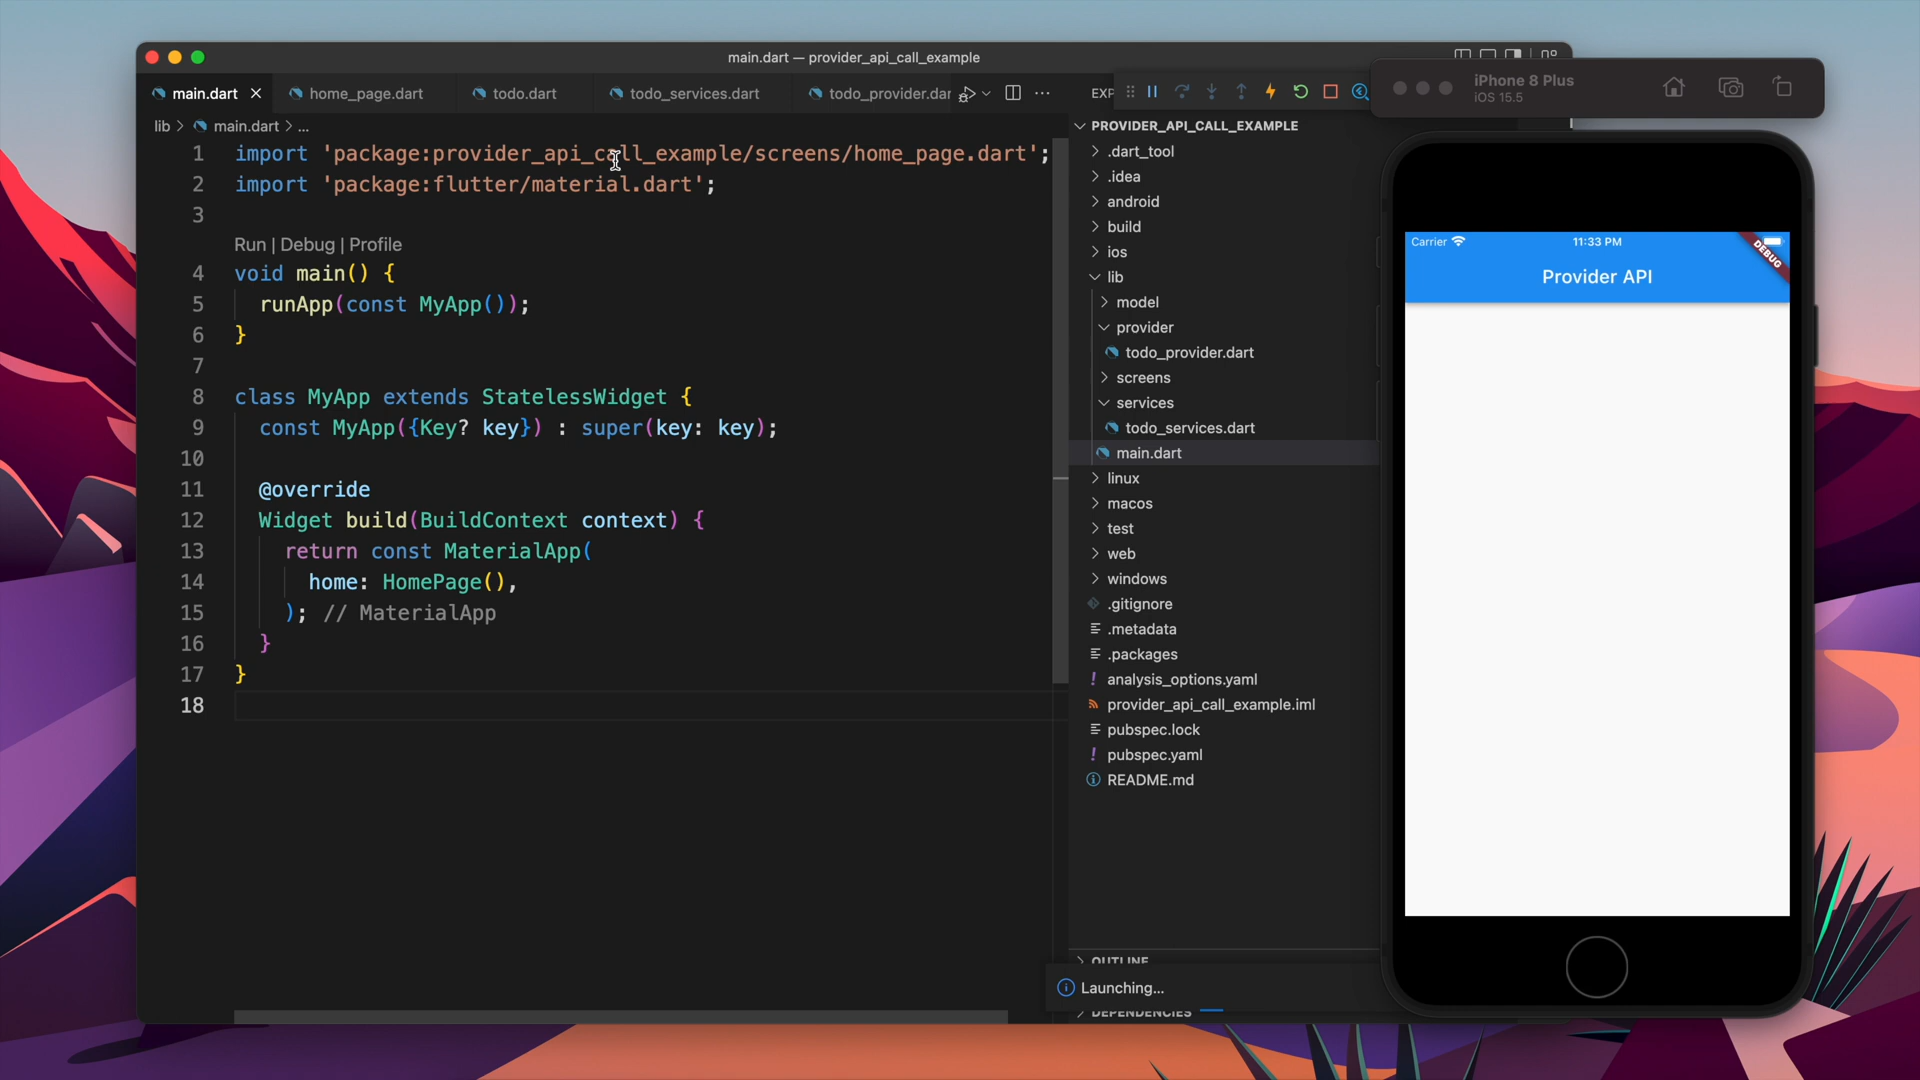 main.dart — provider_api_call_example
main.dart
home_page.dart
todo.dart
todo_services.dart
todo_provider.dar
lib > main.dart > ...
1 import 'package:provider_api_call_example/screens/home_page.dart';
2 import 'package:flutter/material.dart';
3
Run | Debug | Profile
4 void main() {
5 runApp(const MyApp());
6 }
7
8 class MyApp extends StatelessWidget {
9 const MyApp({Key? key}) : super(key: key);
10
11 @override
12 Widget build(BuildContext context) {
13 return const MaterialApp(
14 home: HomePage(),
15 ); // MaterialApp
16 }
17 }
18
EXP
PROVIDER_API_CALL_EXAMPLE
.dart_tool
.idea
android
build
ios
lib
model
provider
todo_provider.dart
screens
services
todo_services.dart
main.dart
linux
macos
test
web
windows
.gitignore
.metadata
.packages
analysis_options.yaml
provider_api_call_example.iml
pubspec.lock
pubspec.yaml
README.md
OUTLINE
Launching...
DEPENDENCIES
iPhone 8 Plus
iOS 15.5
Carrier
11:33 PM
DEBUG
Provider API